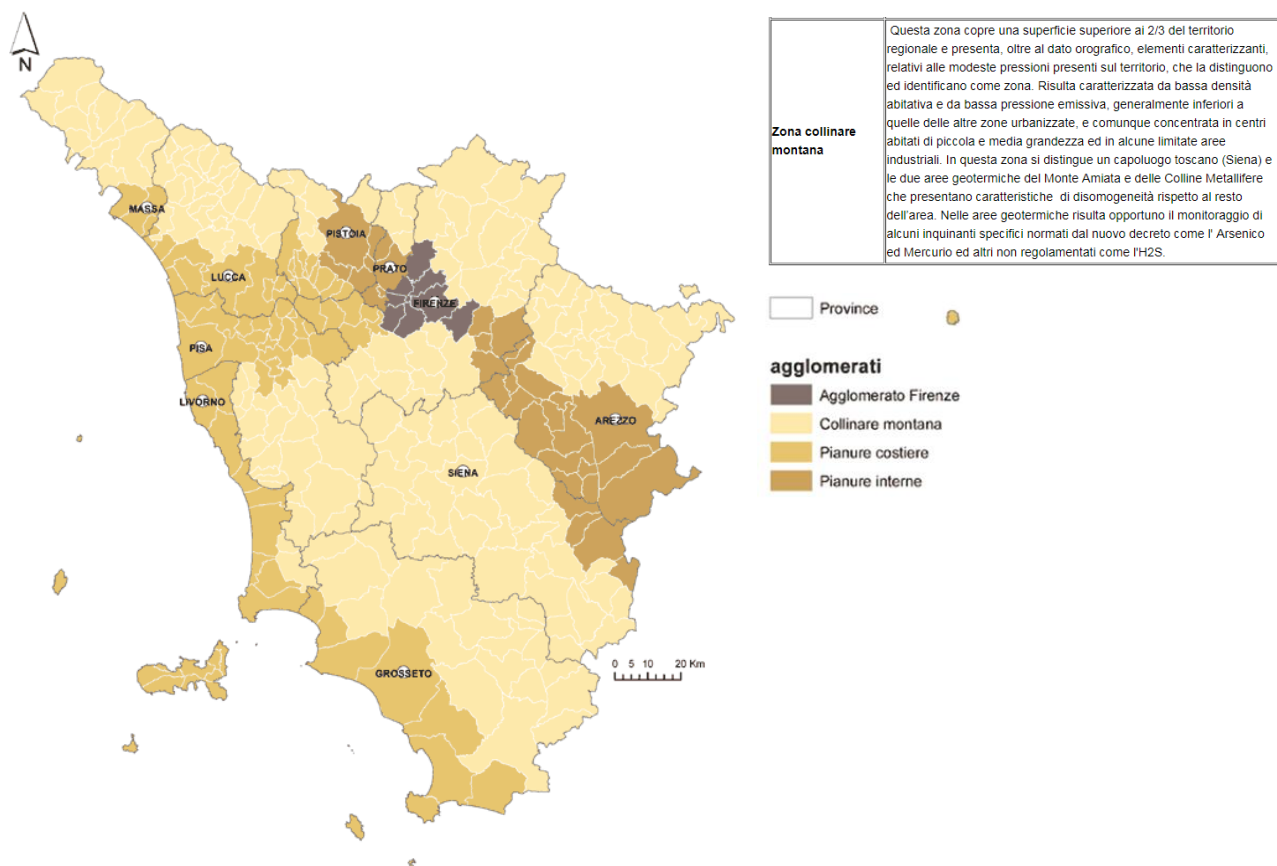 N
MASSA
PISTOIA
PRATO
LUCCA
FIRENZE
PISA
LIVORNO
AREZZO
SIENA
GROSSETO
0 5 10 20 Km
Zona collinare
montana
Questa zona copre una superficie superiore ai 2/3 del territorio
regionale e presenta, oltre al dato orografico, elementi caratterizzanti,
relativi alle modeste pressioni presenti sul territorio, che la distinguono
ed identificano come zona. Risulta caratterizzata da bassa densità
abitativa e da bassa pressione emissiva, generalmente inferiori a
quelle delle altre zone urbanizzate, e comunque concentrata in centri
abitati di piccola e media grandezza ed in alcune limitate aree
industriali. In questa zona si distingue un capoluogo toscano (Siena) e
le due aree geotermiche del Monte Amiata e delle Colline Metallifere
che presentano caratteristiche di disomogeneità rispetto al resto
dell'area. Nelle aree geotermiche risulta opportuno il monitoraggio di
alcuni inquinanti specifici normati dal nuovo decreto come l' Arsenico
ed Mercurio ed altri non regolamentati come l'H2S.
Province
agglomerati
Agglomerato Firenze
Collinare montana
Pianure costiere
Pianure interne